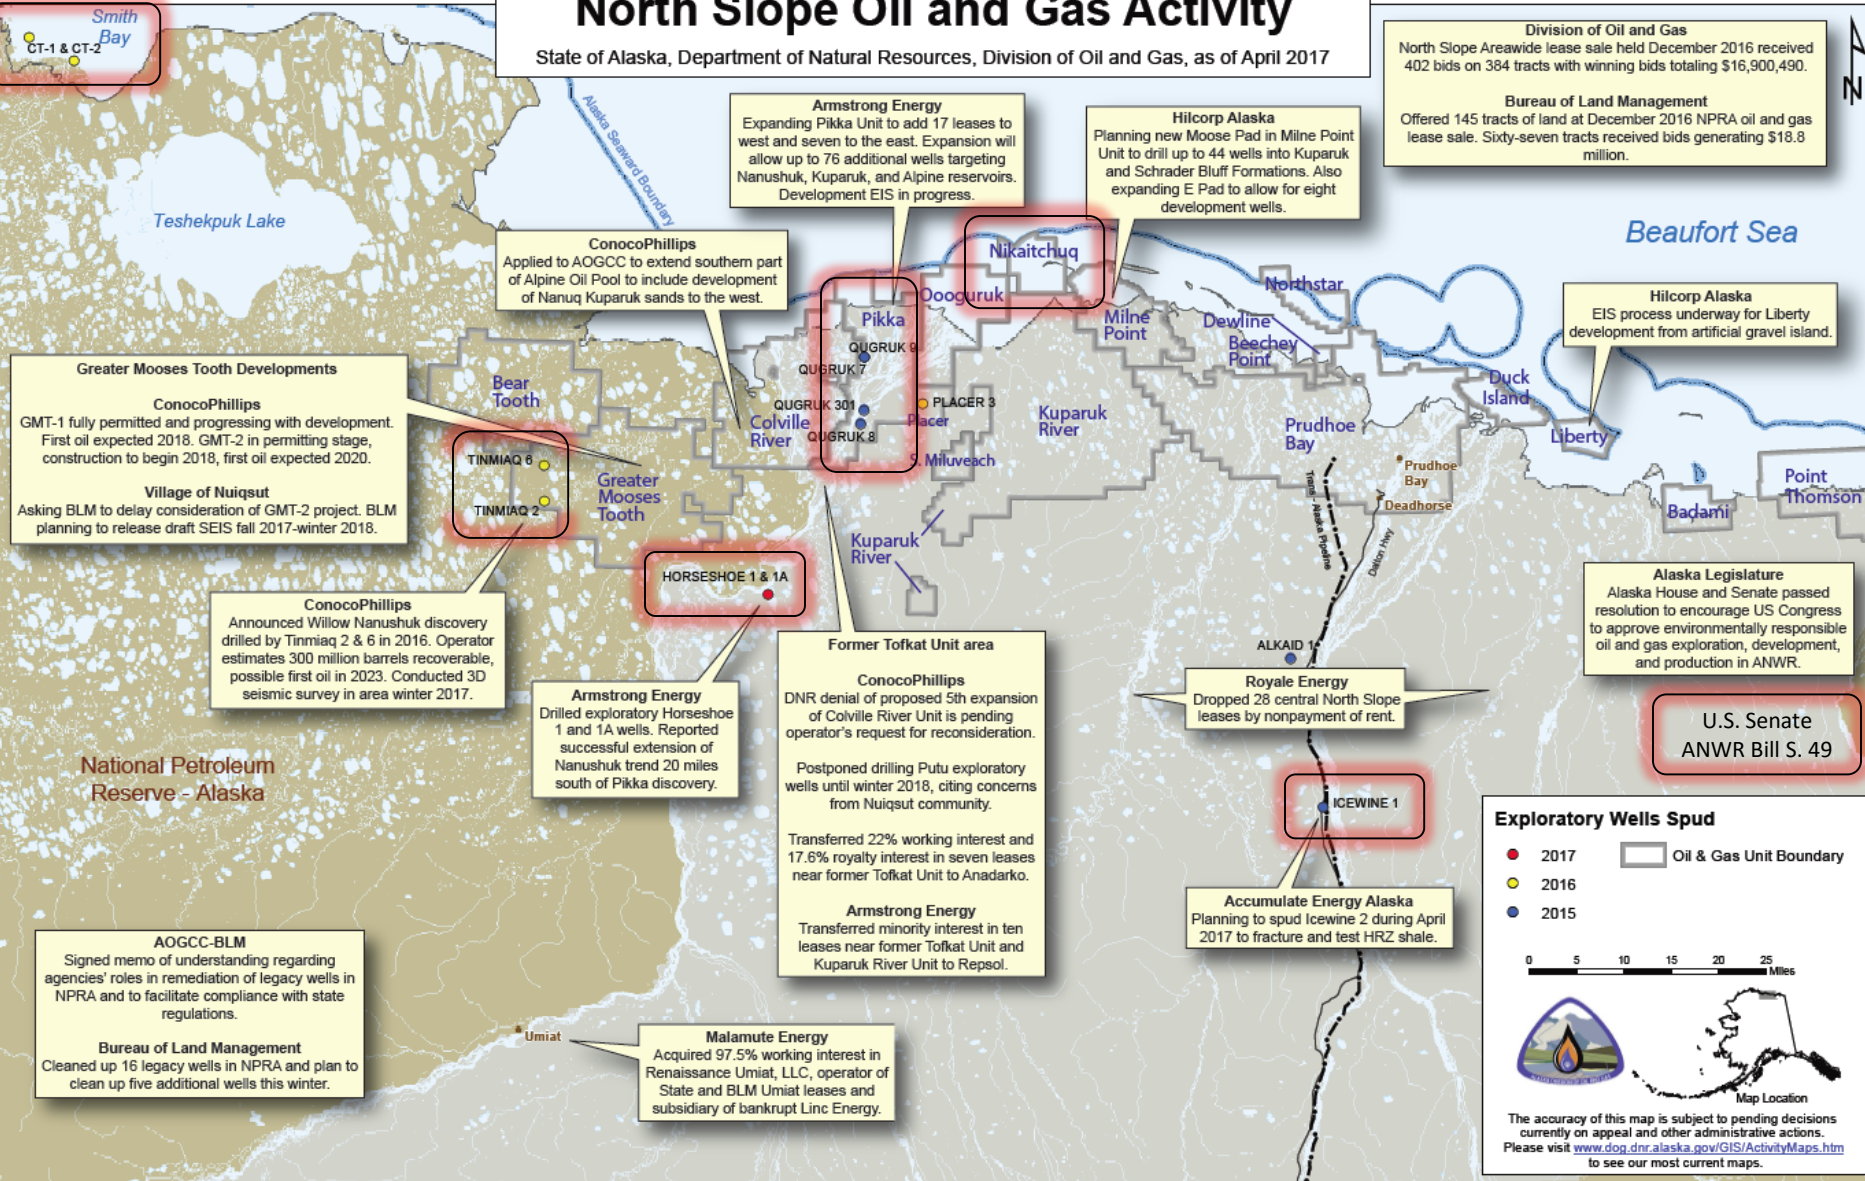 North Slope Oil and Gas Activity
State of Alaska, Department of Natural Resources, Division of Oil and Gas, as of April 2017
Smith
Bay
CT-1 & CT-2
Teshekpuk Lake
Alaska Seaward Boundary
Division of Oil and Gas
North Slope Areawide lease sale held December 2016 received
402 bids on 384 tracts with winning bids totaling $16,900,490.
Bureau of Land Management
Offered 145 tracts of land at December 2016 NPRA oil and gas
lease sale. Sixty-seven tracts received bids generating $18.8
million.
N
Armstrong Energy
Expanding Pikka Unit to add 17 leases to
west and seven to the east. Expansion will
allow up to 76 additional wells targeting
Nanushuk, Kuparuk, and Alpine reservoirs.
Development EIS in progress.
Hilcorp Alaska
Planning new Moose Pad in Milne Point
Unit to drill up to 44 wells into Kuparuk
and Schrader Bluff Formations. Also
expanding E Pad to allow for eight
development wells.
Beaufort Sea
ConocoPhillips
Applied to AOGCC to extend southern part
of Alpine Oil Pool to include development
of Nanuq Kuparuk sands to the west.
Nikaitchuq
Oooguruk
Northstar
Pikka
Milne
Point
Dewline
Beechey
Point
Hilcorp Alaska
EIS process underway for Liberty
development from artificial gravel island.
QUGRUK 9
QUGRUK 7
QUGRUK 301
QUGRUK 8
PLACER 3
Placer
S. Miluveach
Colville
River
Kuparuk
River
Prudhoe
Bay
Duck
Island
Liberty
Point
Thomson
Badami
Prudhoe
Bay
Deadhorse
Trans - Alaska Pipeline
Dalton Hwy
Greater Mooses Tooth Developments
ConocoPhillips
GMT-1 fully permitted and progressing with development.
First oil expected 2018. GMT-2 in permitting stage,
construction to begin 2018, first oil expected 2020.
Village of Nuiqsut
Asking BLM to delay consideration of GMT-2 project. BLM
planning to release draft SEIS fall 2017-winter 2018.
Bear
Tooth
TINMIAQ 6
TINMIAQ 2
Greater
Mooses
Tooth
Kuparuk
River
HORSESHOE 1 & 1A
ConocoPhillips
Announced Willow Nanushuk discovery
drilled by Tinmiaq 2 & 6 in 2016. Operator
estimates 300 million barrels recoverable,
possible first oil in 2023. Conducted 3D
seismic survey in area winter 2017.
Armstrong Energy
Drilled exploratory Horseshoe
1 and 1A wells. Reported
successful extension of
Nanushuk trend 20 miles
south of Pikka discovery.
Former Tofkat Unit area
ConocoPhillips
DNR denial of proposed 5th expansion
of Colville River Unit is pending
operator's request for reconsideration.
Postponed drilling Putu exploratory
wells until winter 2018, citing concerns
from Nuiqsut community.
Transferred 22% working interest and
17.6% royalty interest in seven leases
near former Tofkat Unit to Anadarko.
Armstrong Energy
Transferred minority interest in ten
leases near former Tofkat Unit and
Kuparuk River Unit to Repsol.
ALKAID 1
Royale Energy
Dropped 28 central North Slope
leases by nonpayment of rent.
ICEWINE 1
Accumulate Energy Alaska
Planning to spud Icewine 2 during April
2017 to fracture and test HRZ shale.
Alaska Legislature
Alaska House and Senate passed
resolution to encourage US Congress
to approve environmentally responsible
oil and gas exploration, development,
and production in ANWR.
U.S. Senate
ANWR Bill S. 49
National Petroleum
Reserve - Alaska
AOGCC-BLM
Signed memo of understanding regarding
agencies' roles in remediation of legacy wells in
NPRA and to facilitate compliance with state
regulations.
Bureau of Land Management
Cleaned up 16 legacy wells in NPRA and plan to
clean up five additional wells this winter.
Umiat
Malamute Energy
Acquired 97.5% working interest in
Renaissance Umiat, LLC, operator of
State and BLM Umiat leases and
subsidiary of bankrupt Linc Energy.
Exploratory Wells Spud
2017
Oil & Gas Unit Boundary
2016
2015
0 5 10 15 20 25
Miles
Map Location
The accuracy of this map is subject to pending decisions
currently on appeal and other administrative actions.
Please visit www.dog.dnr.alaska.gov/GIS/ActivityMaps.htm
to see our most current maps.